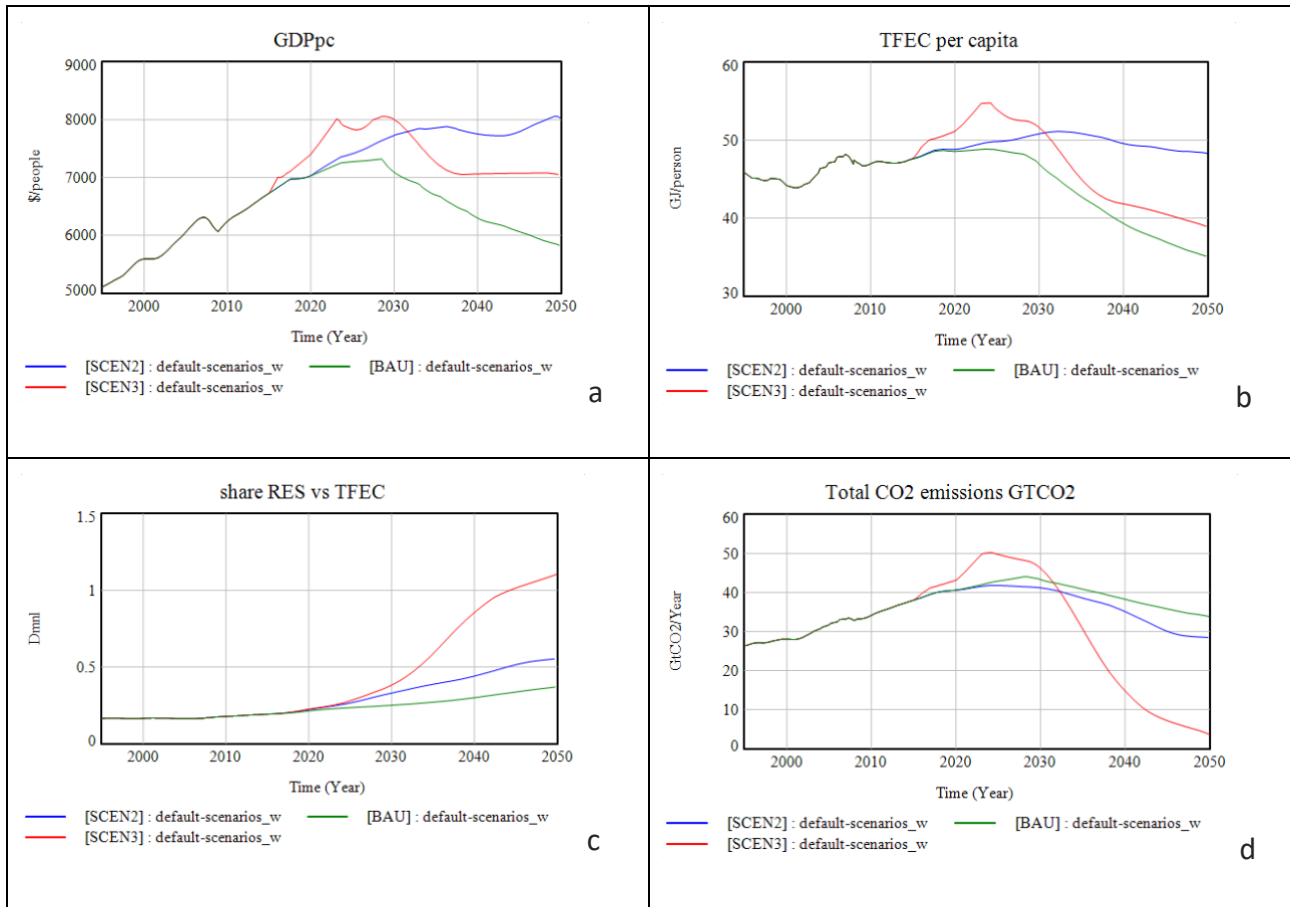 GDPpc
9000
8000
7000
6000
5000
$/people
2000 2010 2020 2030 2040 2050
Time (Year)
[SCEN2] : default-scenarios_w [BAU] : default-scenarios_w
[SCEN3] : default-scenarios_w
a
TFEC per capita
60
50
40
30
GJ/person
2000 2010 2020 2030 2040 2050
Time (Year)
[SCEN2] : default-scenarios_w [BAU] : default-scenarios_w
[SCEN3] : default-scenarios_w
b
share RES vs TFEC
1.5
1
0.5
0
Dmnl
2000 2010 2020 2030 2040 2050
Time (Year)
[SCEN2] : default-scenarios_w [BAU] : default-scenarios_w
[SCEN3] : default-scenarios_w
c
Total CO2 emissions GTCO2
60
50
40
30
20
10
0
GtCO2/Year
2000 2010 2020 2030 2040 2050
Time (Year)
[SCEN2] : default-scenarios_w [BAU] : default-scenarios_w
[SCEN3] : default-scenarios_w
d